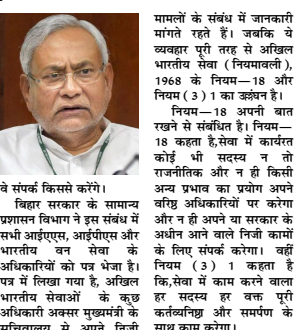 वे संपर्क किससे करेंगे।
बिहार सरकार के सामान्य
प्रशासन विभाग ने इस संबंध में
सभी आईएएस, आईपीएस और
भारतीय वन सेवा के
अधिकारियों को पत्र भेजा है।
पत्र में लिखा गया है, अखिल
भारतीय सेवाओं के कुछ
अधिकारी अक्सर मुख्यमंत्री के
सचिवालय से अपने निजी
मामलों के संबंध में जानकारी
मांगते रहते हैं। जबकि ये
व्यवहार पूरी तरह से अखिल
भारतीय सेवा (नियमावली),
1968 के नियम—18 और
नियम (3) 1 का उल्लंघन है।
नियम—18 अपनी बात
रखने से संबंधित है। नियम—
18 कहता है,सेवा में कार्यरत
कोई भी सदस्य न तो
राजनीतिक और न ही किसी
अन्य प्रभाव का प्रयोग अपने
वरिष्ठ अधिकारियों पर करेगा
और न ही अपने या सरकार के
अधीन आने वाले निजी कामों
के लिए संपर्क करेगा। वहीं
नियम (3) 1 कहता है
कि,सेवा में काम करने वाला
हर सदस्य हर वक्त पूरी
कर्तव्यनिष्ठा और समर्पण के
साथ काम करेगा।